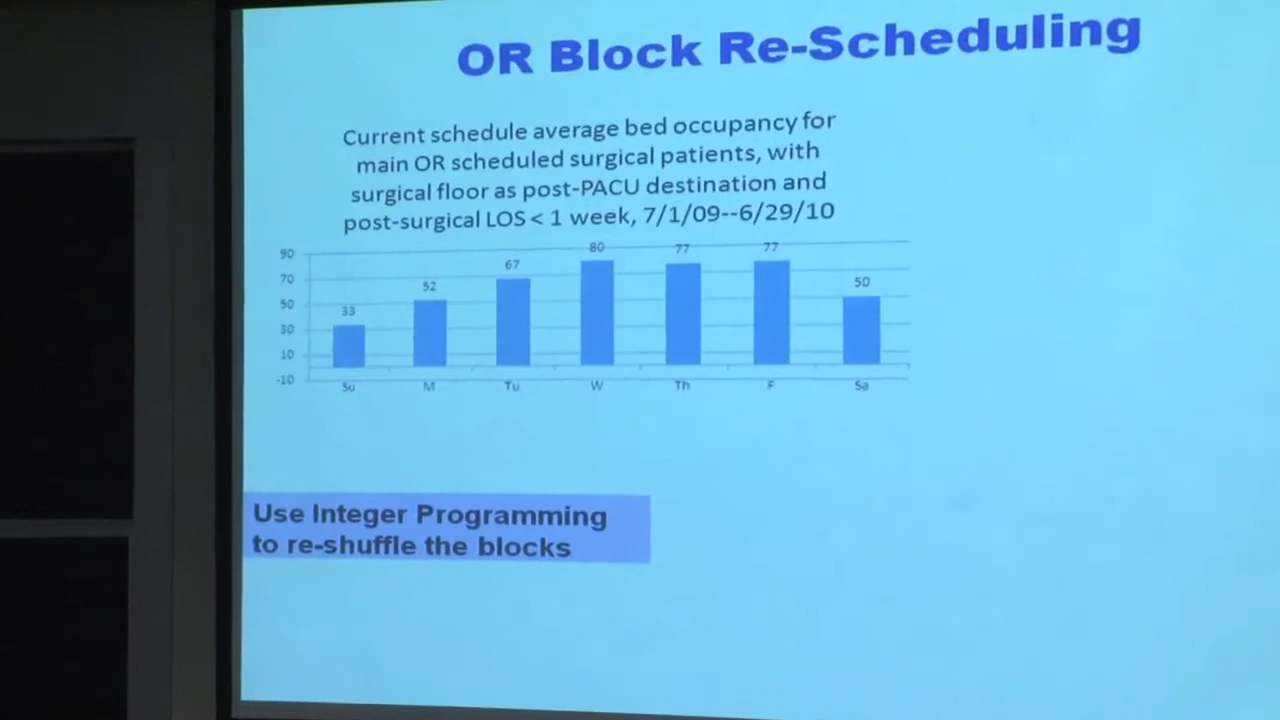 OR Block Re-Scheduling
Current schedule average bed occupancy for
main OR scheduled surgical patients, with
surgical floor as post-PACU destination and
post-surgical LOS < 1 week, 7/1/09--6/29/10
90
70
50
30
10
-10
33
52
67
80
77
77
50
Su
M
Tu
W
Th
F
Sa
Use Integer Programming
to re-shuffle the blocks